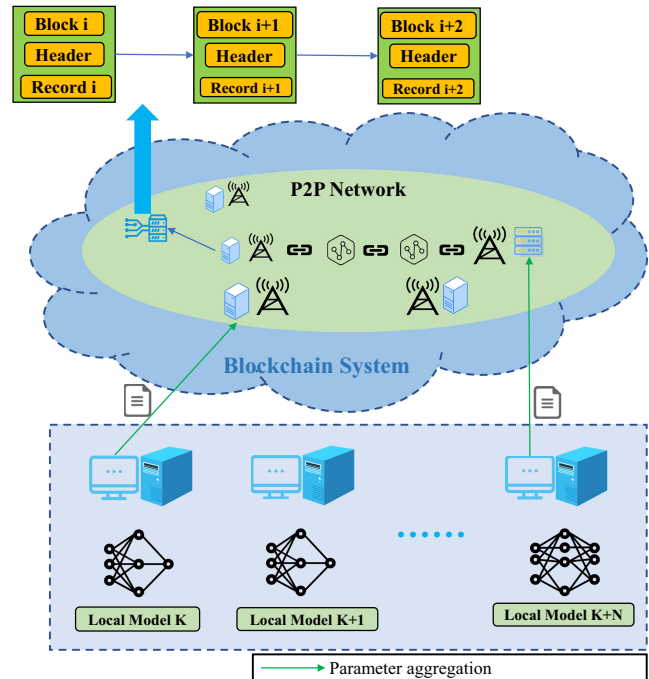 Block i
Header
Record i
Block i+1
Header
Record i+1
Block i+2
Header
Record i+2
P2P Network
Blockchain System
Local Model K
Local Model K+1
Local Model K+N
Parameter aggregation